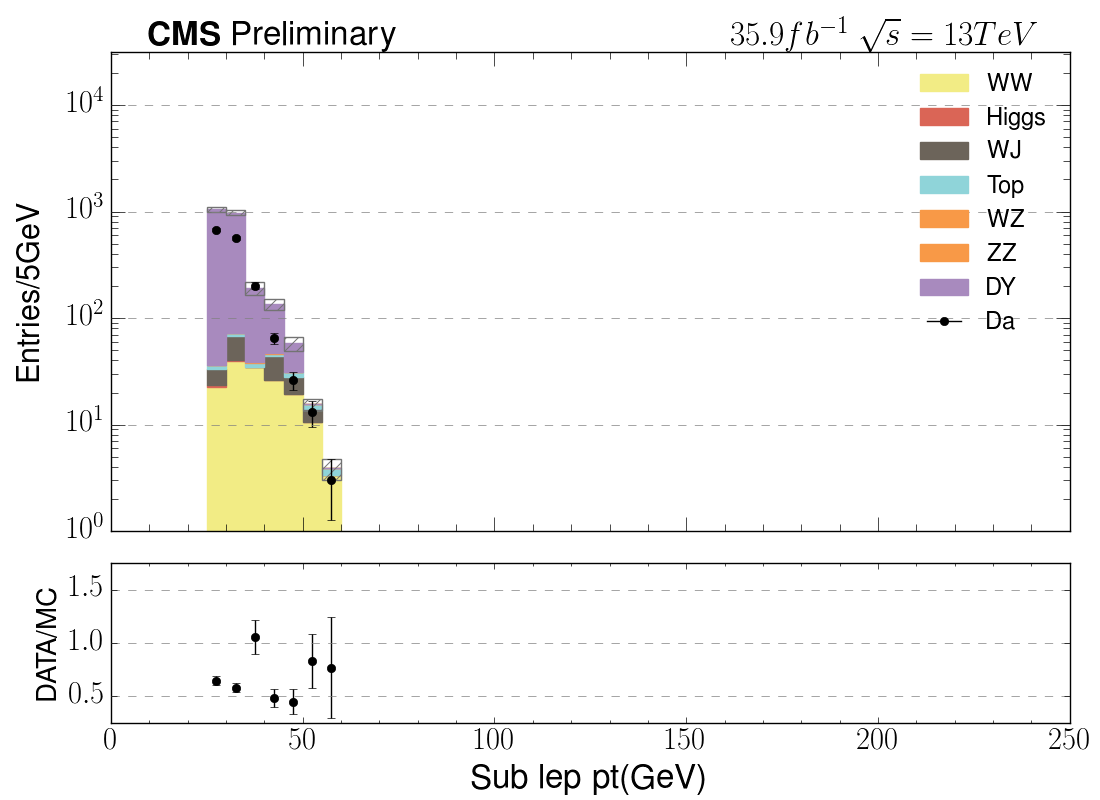 CMS Preliminary
35.9fb⁻¹ √s = 13TeV
WW
Higgs
WJ
Top
WZ
ZZ
DY
Da
Entries/5GeV
10⁴
10³
10²
10¹
10⁰
DATA/MC
1.5
1.0
0.5
0 50 100 150 200 250
Sub lep pt(GeV)